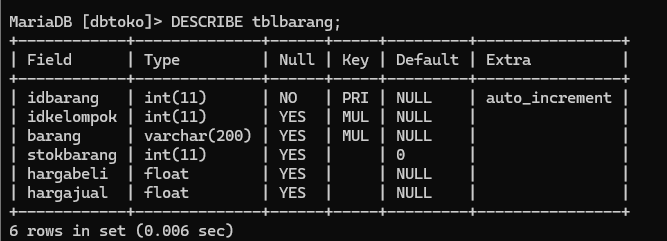 MariaDB [dbtoko]> DESCRIBE tblbarang;
+------------+--------------+------+-----+---------+----------------+
| Field      | Type         | Null | Key | Default | Extra          |
+------------+--------------+------+-----+---------+----------------+
| idbarang   | int(11)      | NO   | PRI | NULL    | auto_increment |
| idkelompok | int(11)      | YES  | MUL | NULL    |                |
| barang     | varchar(200) | YES  | MUL | NULL    |                |
| stokbarang | int(11)      | YES  |     | 0       |                |
| hargabeli  | float        | YES  |     | NULL    |                |
| hargajual  | float        | YES  |     | NULL    |                |
+------------+--------------+------+-----+---------+----------------+
6 rows in set (0.006 sec)